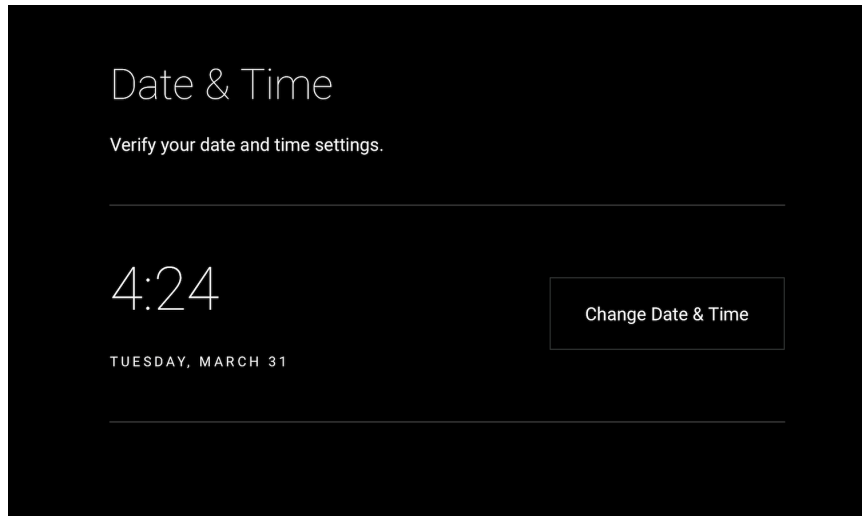 Date & Time
Verify your date and time settings.
4:24
Change Date & Time
TUESDAY, MARCH 31